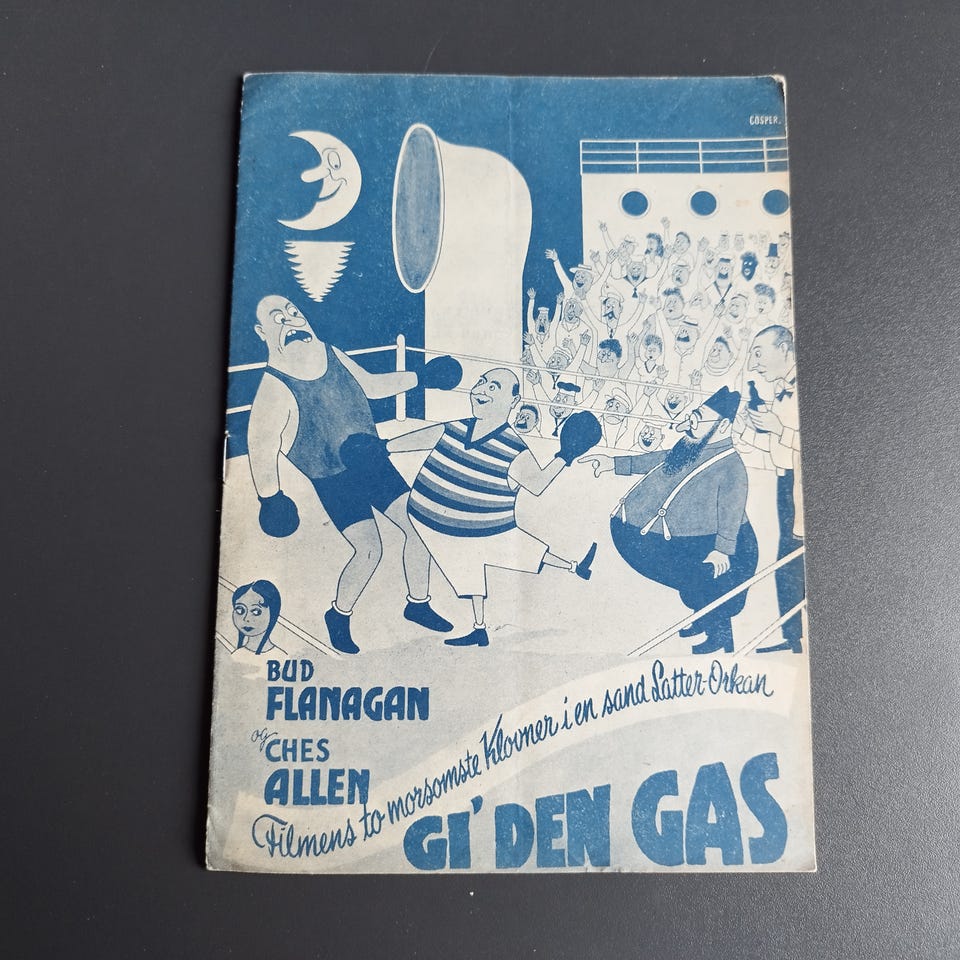 COSPER.
BUD
FLANAGAN
og
CHES
ALLEN
Filmens to morsomste Klovner i en sand Latter-Orkan
GI' DEN GAS